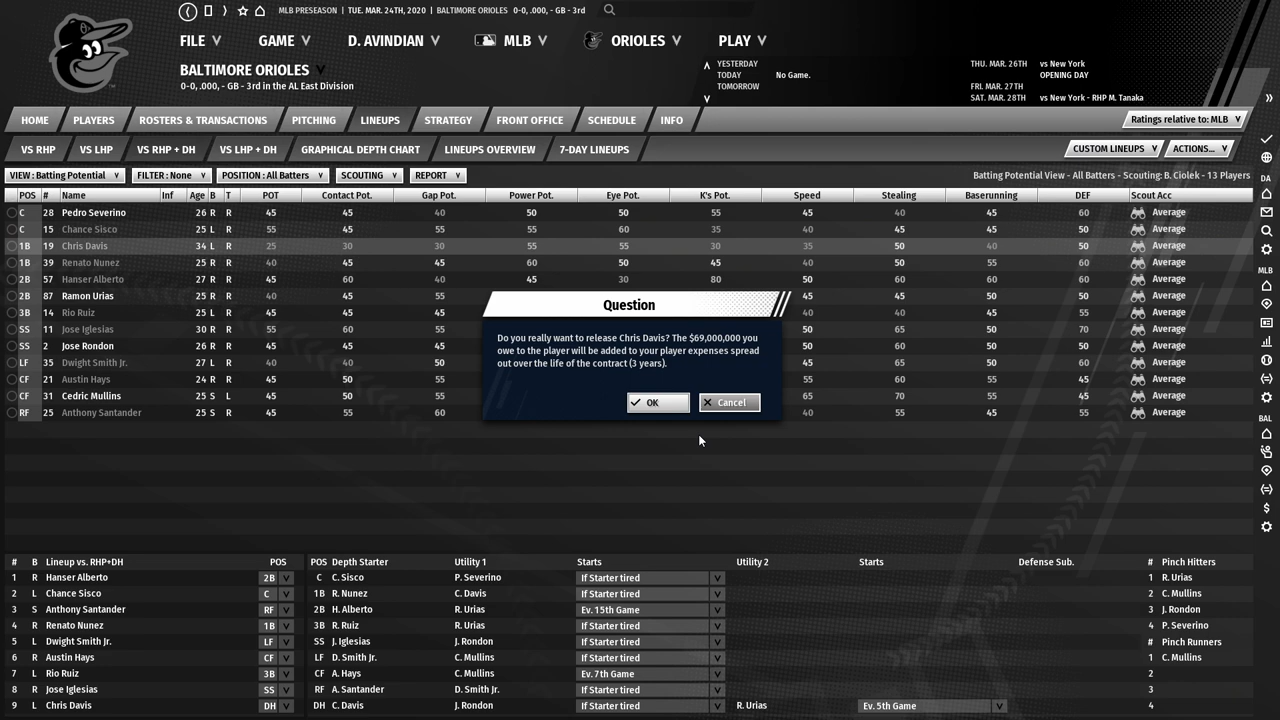 MLB PRESEASON | TUE. MAR. 24TH, 2020 | BALTIMORE ORIOLES 0-0, .000, - GB - 3rd
FILE GAME D. AVINDIAN MLB ORIOLES PLAY
BALTIMORE ORIOLES
0-0, .000, - GB - 3rd in the AL East Division
YESTERDAY
TODAY No Game.
TOMORROW
THU. MAR. 26TH vs New York
OPENING DAY
FRI. MAR. 27TH
SAT. MAR. 28TH vs New York - RHP M. Tanaka
HOME PLAYERS ROSTERS & TRANSACTIONS PITCHING LINEUPS STRATEGY FRONT OFFICE SCHEDULE INFO Ratings relative to: MLB
VS RHP VS LHP VS RHP + DH VS LHP + DH GRAPHICAL DEPTH CHART LINEUPS OVERVIEW 7-DAY LINEUPS CUSTOM LINEUPS ACTIONS...
VIEW : Batting Potential FILTER : None POSITION : All Batters SCOUTING REPORT Batting Potential View - All Batters - Scouting: B. Ciolek - 13 Players
POS # Name Inf Age B T POT Contact Pot. Gap Pot. Power Pot. Eye Pot. K's Pot. Speed Stealing Baserunning DEF Scout Acc
C 28 Pedro Severino 26 R R 45 45 40 50 50 55 45 40 45 60 Average
C 15 Chance Sisco 25 L R 55 45 55 55 60 35 40 45 45 50 Average
1B 19 Chris Davis 34 L R 25 30 30 55 55 30 35 50 40 50 Average
1B 39 Renato Nunez 25 R R 40 45 45 60 50 45 40 50 55 60 Average
2B 57 Hanser Alberto 27 R R 45 60 40 45 30 80 50 60 60 60 Average
2B 87 Ramon Urias 25 R R 40 45 55 45 45 50 50 Average
3B 14 Rio Ruiz 25 L R 45 45 45 40 40 40 55 Average
SS 11 Jose Iglesias 30 R R 55 60 55 50 65 50 70 Average
SS 2 Jose Rondon 26 R R 45 45 45 55 50 50 50 Average
LF 35 Dwight Smith Jr. 27 L R 40 40 50 45 65 50 50 Average
CF 21 Austin Hays 24 R R 45 50 55 55 60 55 45 Average
CF 31 Cedric Mullins 25 S L 45 50 55 65 70 55 45 Average
RF 25 Anthony Santander 25 S R 45 55 60 40 55 45 55 Average
Question
Do you really want to release Chris Davis? The $69,000,000 you
owe to the player will be added to your player expenses spread
out over the life of the contract (3 years).
OK Cancel
DA
MLB
BAL
# B Lineup vs. RHP+DH POS POS Depth Starter Utility 1 Starts Utility 2 Starts Defense Sub. # Pinch Hitters
1 R Hanser Alberto 2B C C. Sisco P. Severino If Starter tired 1 R. Urias
2 L Chance Sisco C 1B R. Nunez C. Davis If Starter tired 2 C. Mullins
3 S Anthony Santander RF 2B H. Alberto R. Urias Ev. 15th Game 3 J. Rondon
4 R Renato Nunez 1B 3B R. Ruiz R. Urias If Starter tired 4 P. Severino
5 L Dwight Smith Jr. LF SS J. Iglesias J. Rondon If Starter tired # Pinch Runners
6 R Austin Hays CF LF D. Smith Jr. C. Mullins If Starter tired 1 C. Mullins
7 L Rio Ruiz 3B CF A. Hays C. Mullins Ev. 7th Game 2
8 R Jose Iglesias SS RF A. Santander D. Smith Jr. If Starter tired 3
9 L Chris Davis DH DH C. Davis J. Rondon If Starter tired R. Urias Ev. 5th Game 4